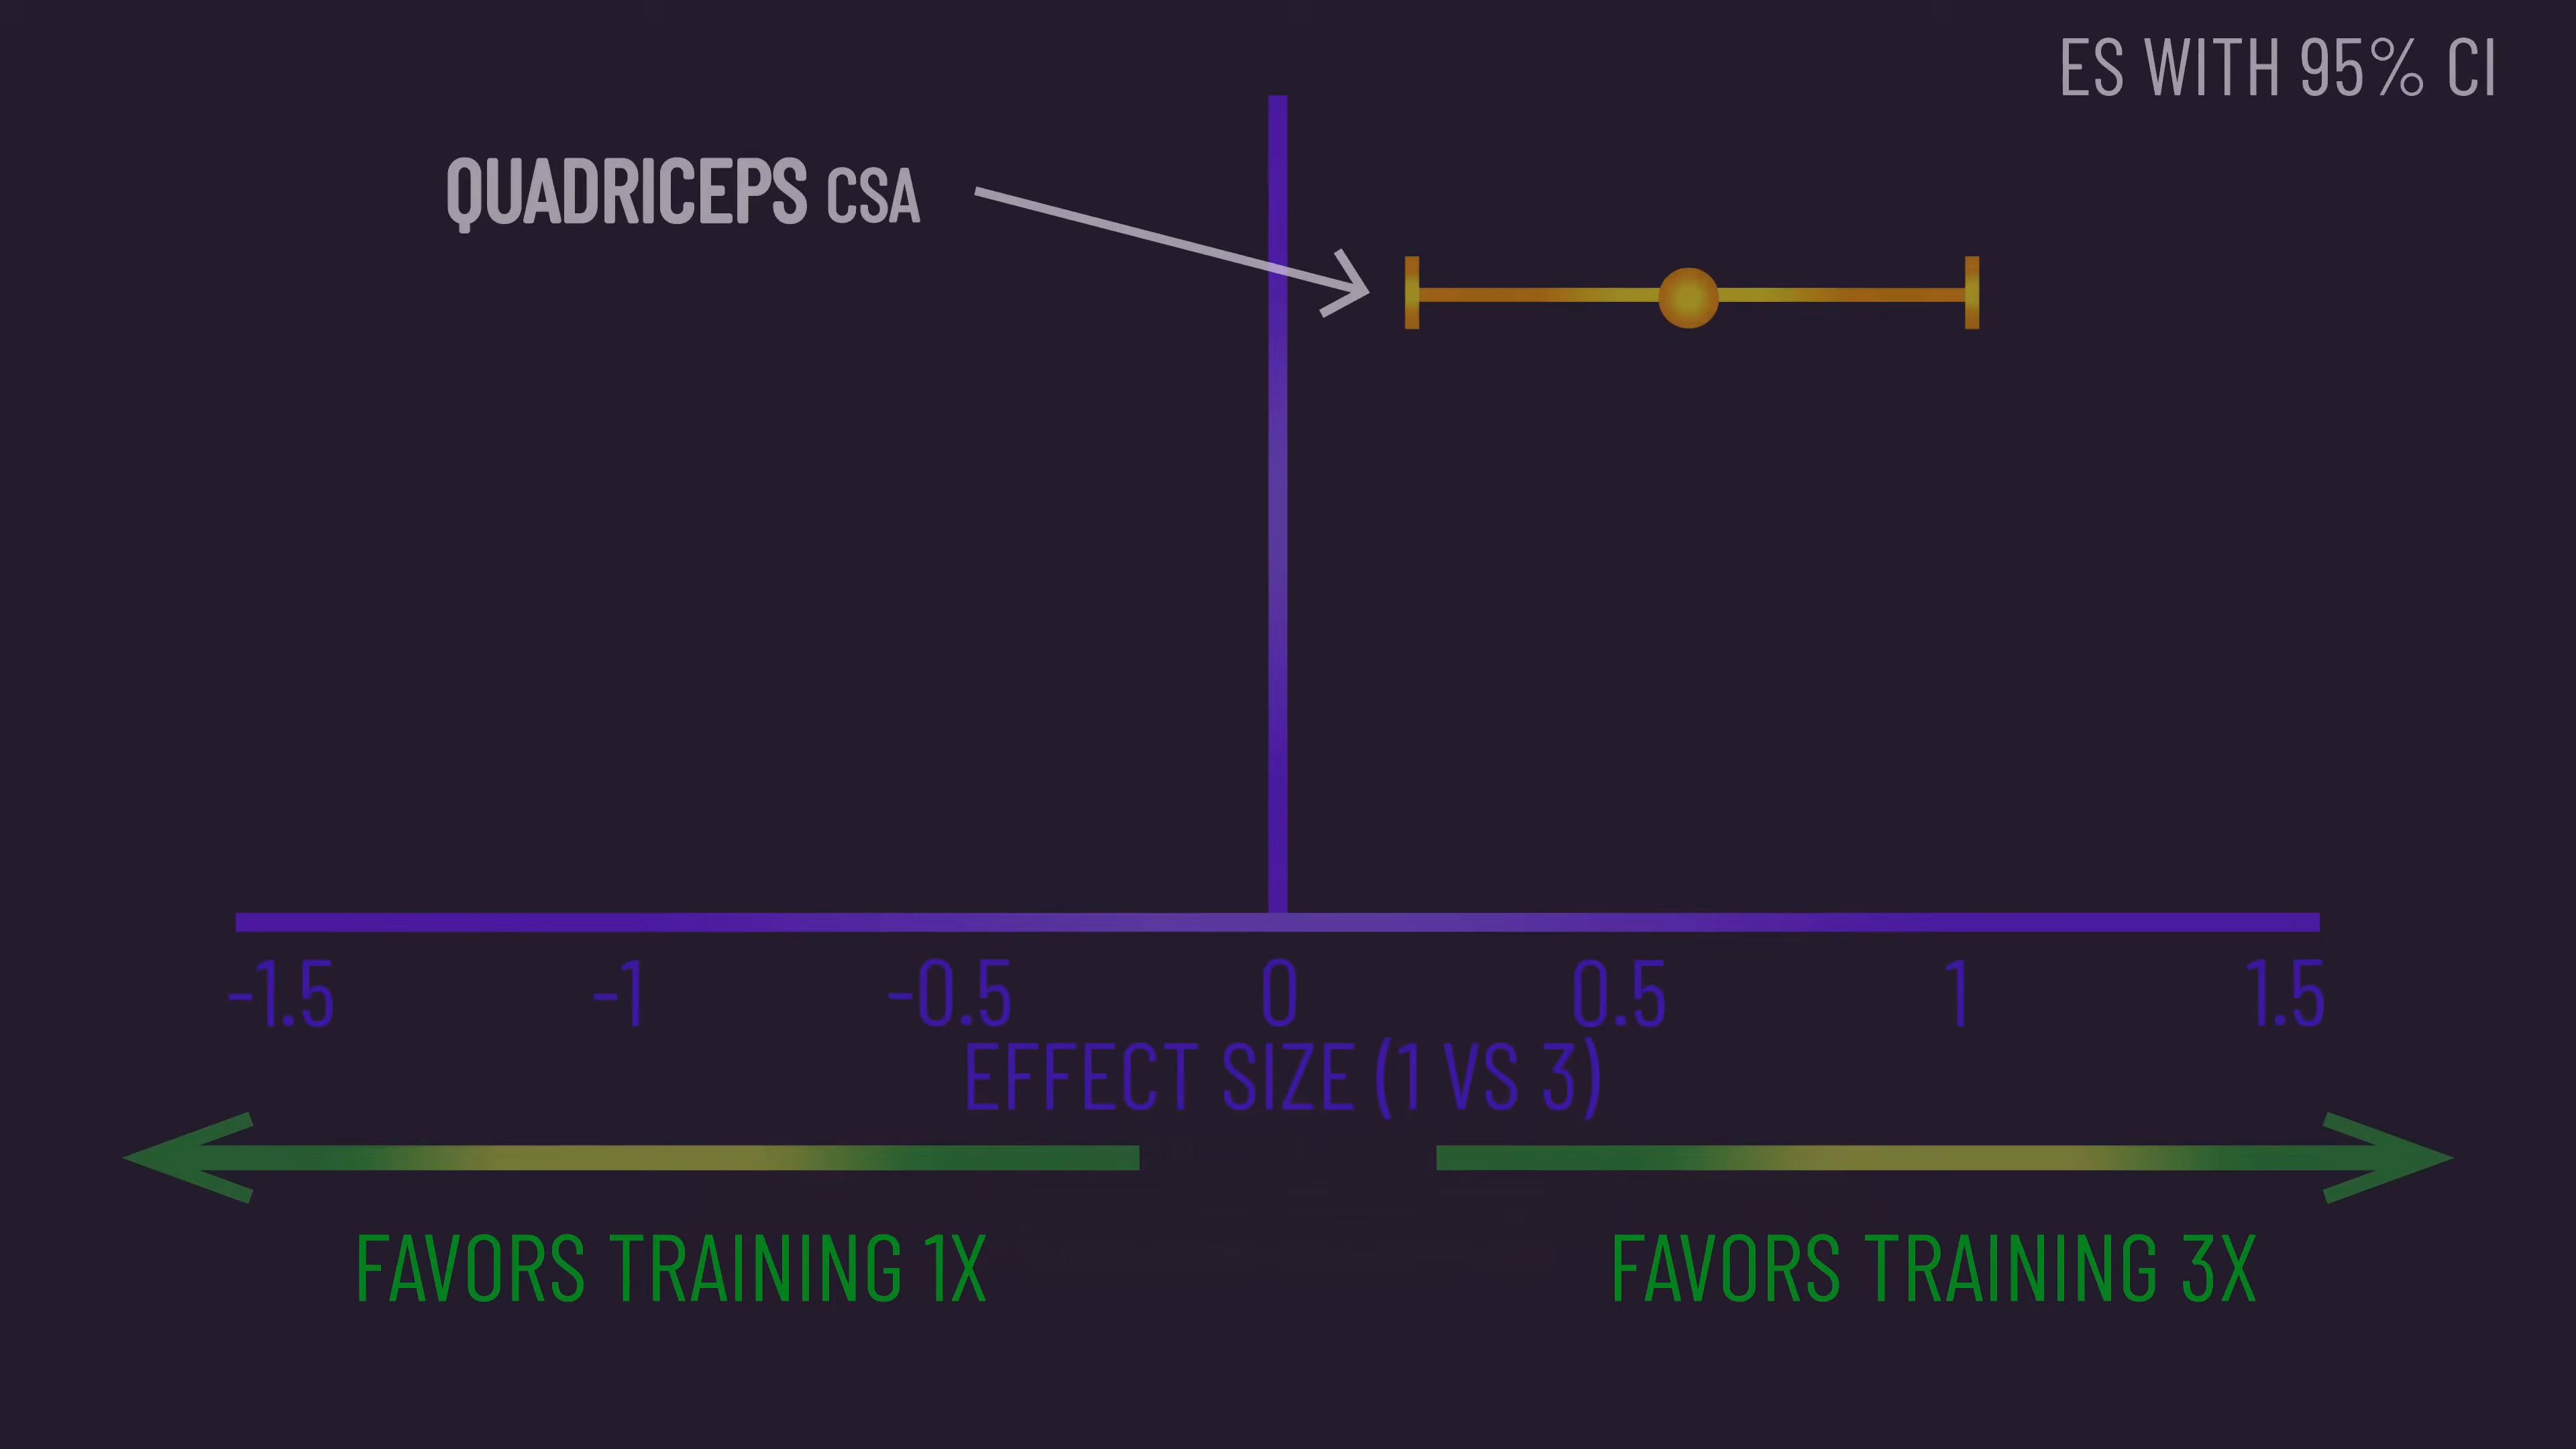 ES WITH 95% CI
QUADRICEPS CSA
-1.5 -1 -0.5 0 0.5 1 1.5
EFFECT SIZE (1 VS 3)
FAVORS TRAINING 1X
FAVORS TRAINING 3X